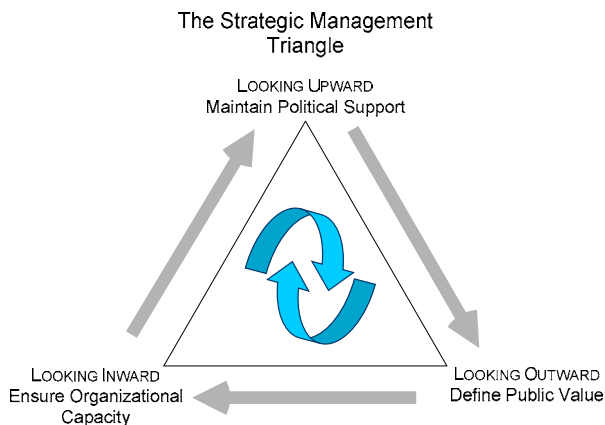 The Strategic Management
Triangle
LOOKING UPWARD
Maintain Political Support
LOOKING INWARD
Ensure Organizational
Capacity
LOOKING OUTWARD
Define Public Value